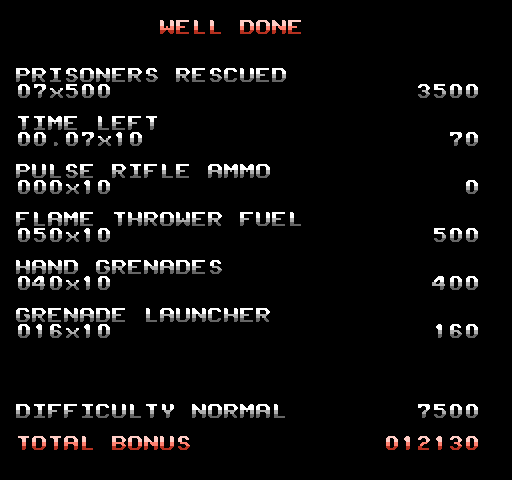 WELL DONE
PRISONERS RESCUED
07x500 3500
TIME LEFT
00.07x10 70
PULSE RIFLE AMMO
000x10 0
FLAME THROWER FUEL
050x10 500
HAND GRENADES
040x10 400
GRENADE LAUNCHER
016x10 160
DIFFICULTY NORMAL 7500
TOTAL BONUS 012130